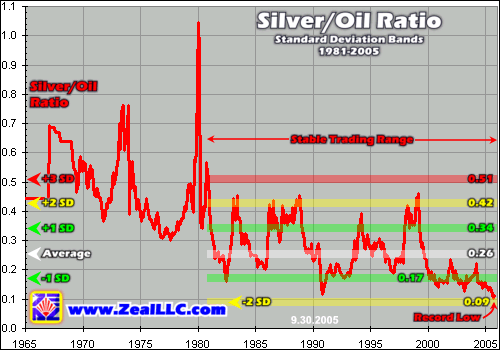 Silver/Oil Ratio
Standard Deviation Bands
1981-2005
1.1
1.0
0.9
0.8
0.7
0.6
0.5
0.4
0.3
0.2
0.1
0.0
Silver/Oil
Ratio
Stable Trading Range
+3 SD 0.51
+2 SD 0.42
+1 SD 0.34
Average 0.26
-1 SD 0.17
-2 SD 0.09
www.ZealLLC.com
9.30.2005
Record Low
1965 1970 1975 1980 1985 1990 1995 2000 2005